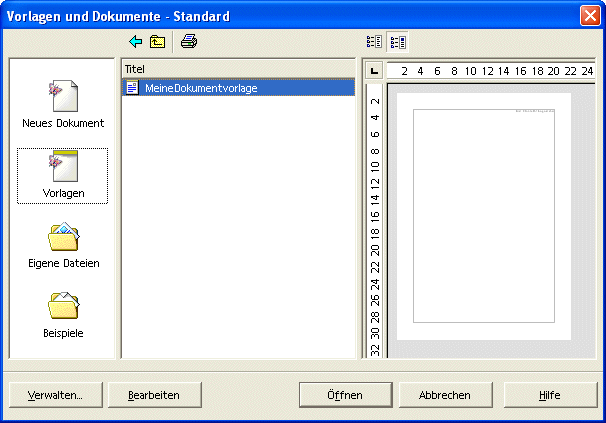 Vorlagen und Dokumente - Standard
Titel
MeineDokumentvorlage
Neues Dokument
Vorlagen
Eigene Dateien
Beispiele
2 4 6 8 10 12 14 16 18 20 22 24
2 4 6 8 10 12 14 16 18 20 22 24 26 28 30 32
Verwalten... Bearbeiten Öffnen Abbrechen Hilfe